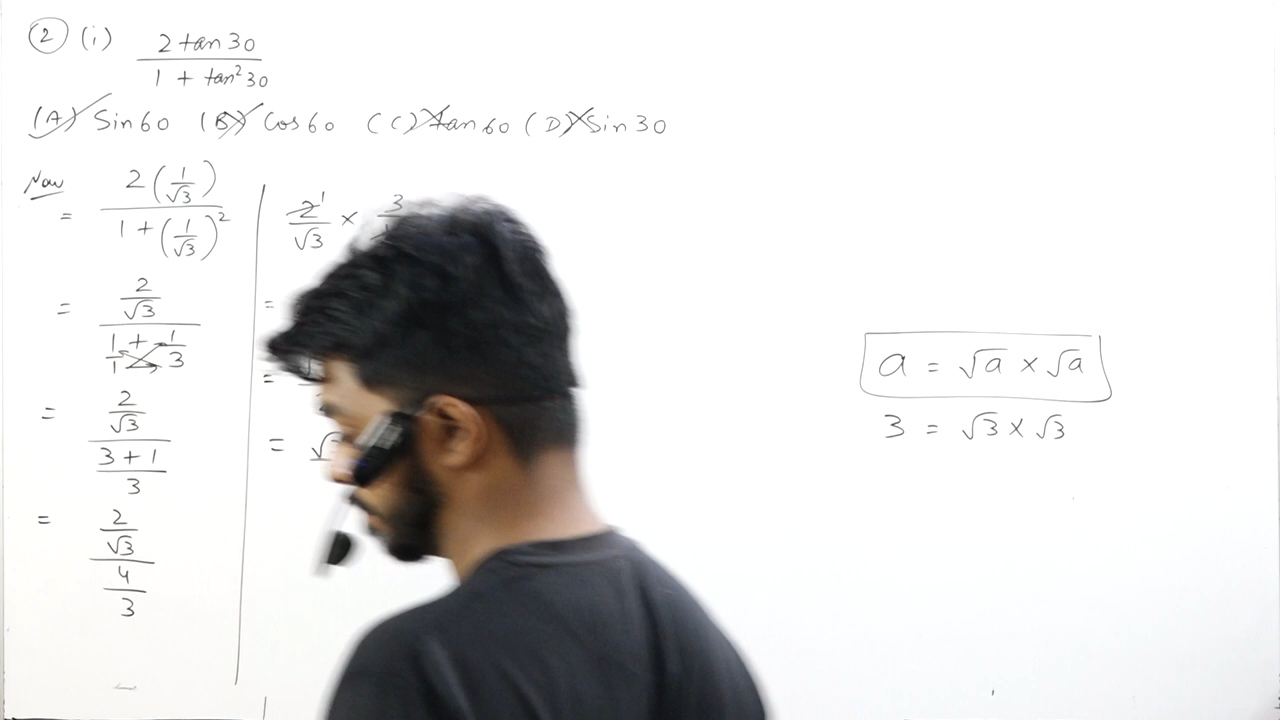 ② (i) 2 tan 30 / 1 + tan² 30
(A) Sin 60 (B) Cos 60 (C) tan 60 (D) Sin 30
Now
= 2(1/√3) / 1 + (1/√3)²
= 2/√3 / 1/1 + 1/3
= 2/√3 / 3 + 1/3
= 2/√3 / 4/3
2 1/√3 × 3
=
=
= √
a = √a × √a
3 = √3 × √3